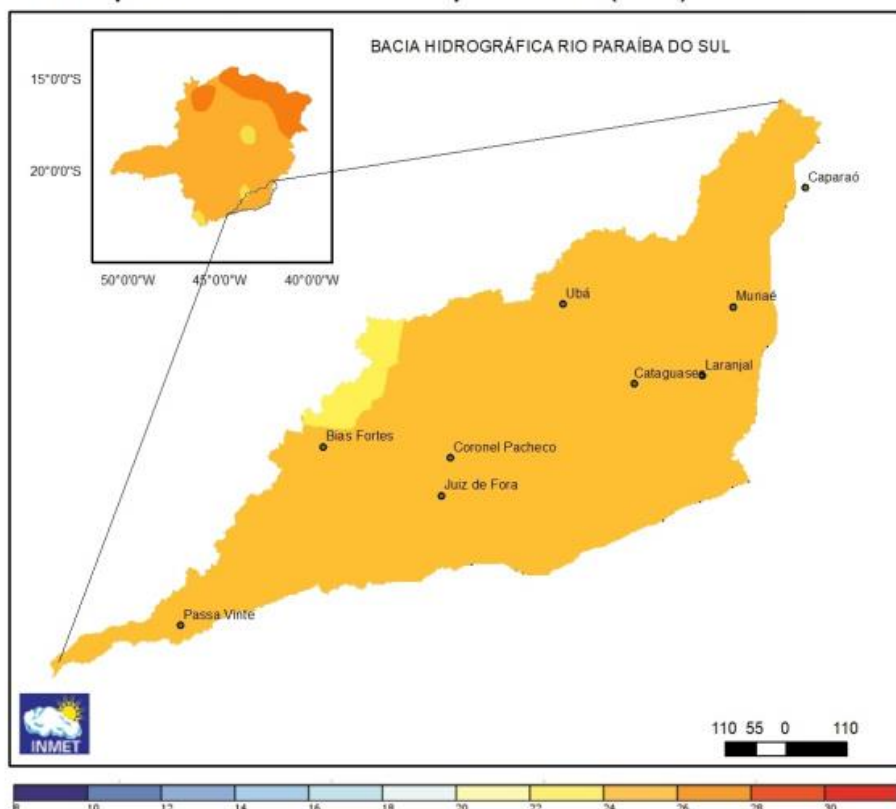 BACIA HIDROGRÁFICA RIO PARAÍBA DO SUL
15°0'0"S
20°0'0"S
50°0'0"W 45°0'0"W 40°0'0"W
Caparaó
Ubá
Muriaé
Laranjal
Cataguase
Bias Fortes
Coronel Pacheco
Juiz de Fora
Passa Vinte
INMET
110 55 0 110
8 10 12 14 16 18 20 22 24 26 28 30